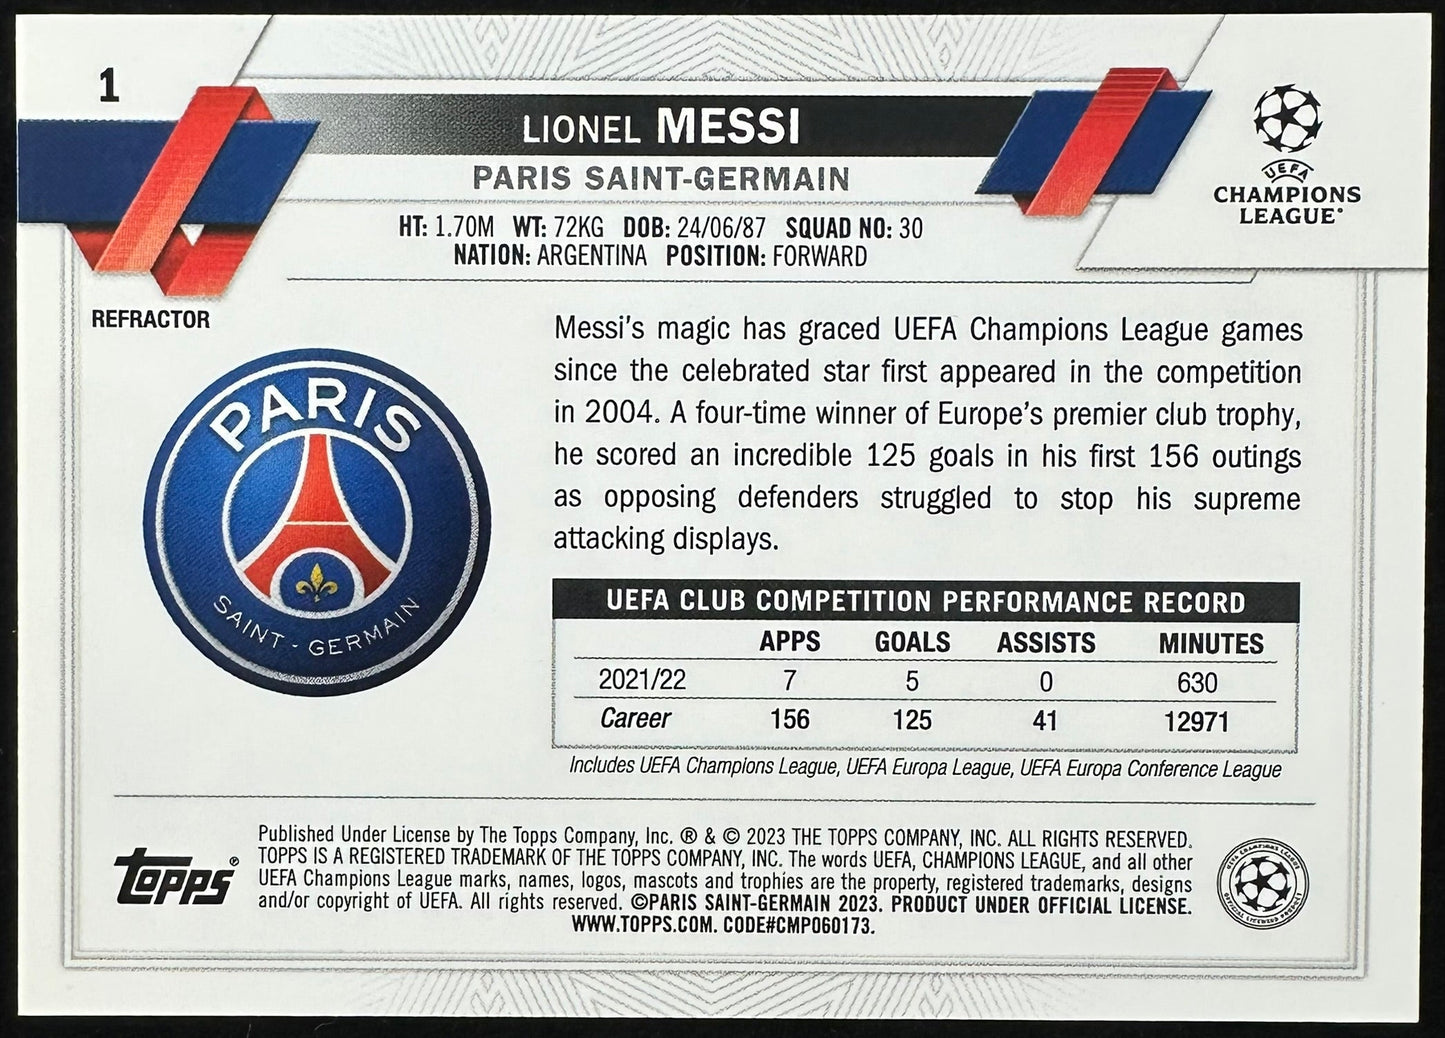 1
LIONEL MESSI
PARIS SAINT-GERMAIN
HT: 1.70M WT: 72KG DOB: 24/06/87 SQUAD NO: 30
NATION: ARGENTINA POSITION: FORWARD
UEFA
CHAMPIONS
LEAGUE
REFRACTOR
PARIS
SAINT-GERMAIN
Messi's magic has graced UEFA Champions League games
since the celebrated star first appeared in the competition
in 2004. A four-time winner of Europe's premier club trophy,
he scored an incredible 125 goals in his first 156 outings
as opposing defenders struggled to stop his supreme
attacking displays.
UEFA CLUB COMPETITION PERFORMANCE RECORD
APPS GOALS ASSISTS MINUTES
2021/22 7 5 0 630
Career 156 125 41 12971
Includes UEFA Champions League, UEFA Europa League, UEFA Europa Conference League
Topps®
Published Under License by The Topps Company, Inc. ® & © 2023 THE TOPPS COMPANY, INC. ALL RIGHTS RESERVED.
TOPPS IS A REGISTERED TRADEMARK OF THE TOPPS COMPANY, INC. The words UEFA, CHAMPIONS LEAGUE, and all other
UEFA Champions League marks, names, logos, mascots and trophies are the property, registered trademarks, designs
and/or copyright of UEFA. All rights reserved. ©PARIS SAINT-GERMAIN 2023. PRODUCT UNDER OFFICIAL LICENSE.
WWW.TOPPS.COM. CODE#CMP060173.
UEFA CHAMPIONS LEAGUE
OFFICIAL LICENSED PRODUCT